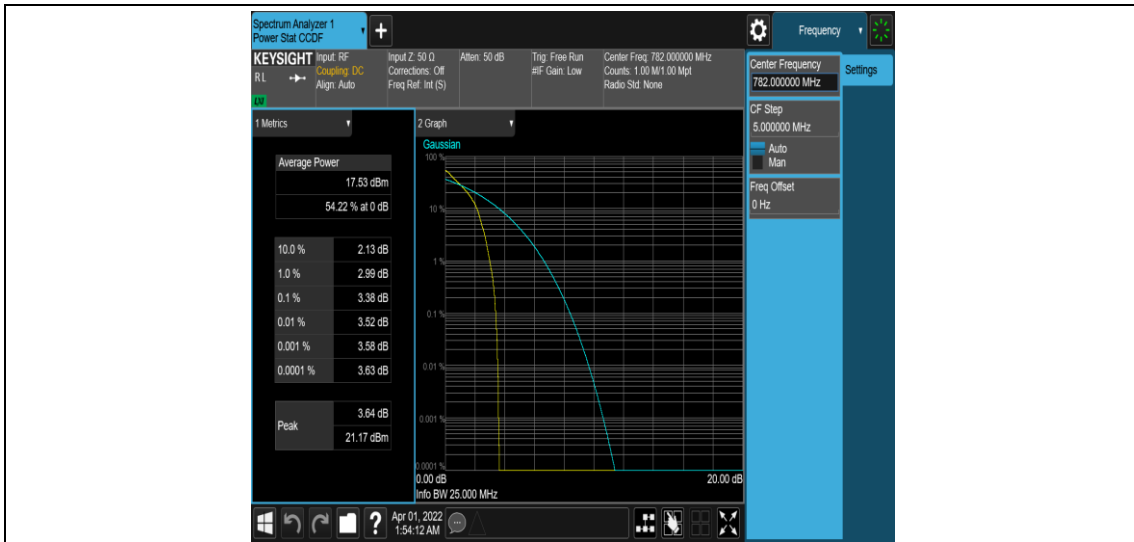 Spectrum Analyzer 1
Power Stat CCDF
+
Frequency
KEYSIGHT
RL
Input: RF
Coupling: DC
Align: Auto
Input Z: 50 Ω
Corrections: Off
Freq Ref: Int (S)
Atten: 50 dB
Trig: Free Run
#IF Gain: Low
Center Freq: 782.000000 MHz
Counts: 1.00 M/1.00 Mpt
Radio Std: None
Center Frequency
782.000000 MHz
Settings
CF Step
5.000000 MHz
Auto
Man
Freq Offset
0 Hz
1 Metrics
Average Power
17.53 dBm
54.22 % at 0 dB
10.0 % 2.13 dB
1.0 % 2.99 dB
0.1 % 3.38 dB
0.01 % 3.52 dB
0.001 % 3.58 dB
0.0001 % 3.63 dB
Peak
3.64 dB
21.17 dBm
2 Graph
Gaussian
100 %
10 %
1 %
0.1 %
0.01 %
0.001 %
0.0001 %
0.00 dB 20.00 dB
Info BW 25.000 MHz
?
Apr 01, 2022
1:54:12 AM